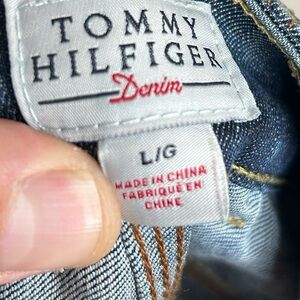 TOMMY
HILFIGER
Denim
L/G
MADE IN CHINA
FABRIQUÉ EN
CHINE